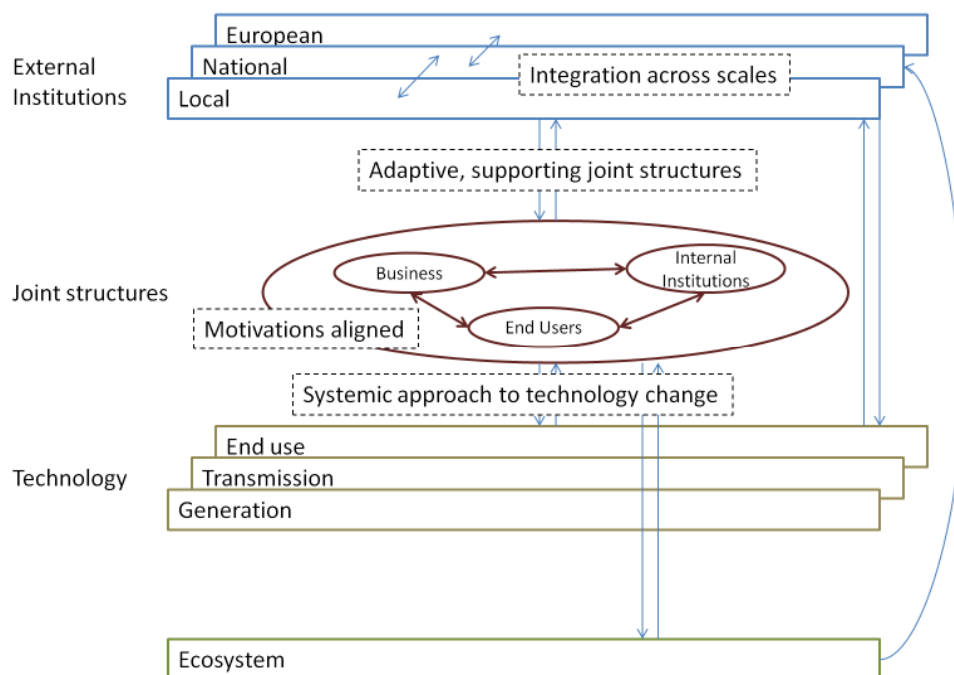 European
External
Institutions
National
Integration across scales
Local
Adaptive, supporting joint structures
Joint structures
Business
Internal
Institutions
End Users
Motivations aligned
Systemic approach to technology change
End use
Technology
Transmission
Generation
Ecosystem